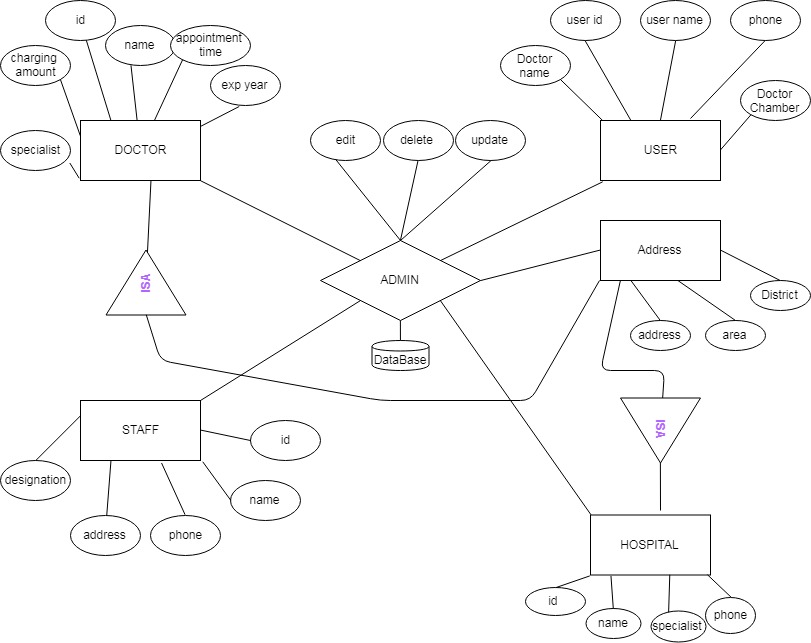 id
user id
user name
phone
name
appointment
time
charging
amount
Doctor
name
exp year
Doctor
Chamber
edit
delete
update
specialist
DOCTOR
USER
ISA
ADMIN
Address
District
address
area
DataBase
STAFF
id
ISA
designation
name
address
phone
HOSPITAL
id
name
specialist
phone